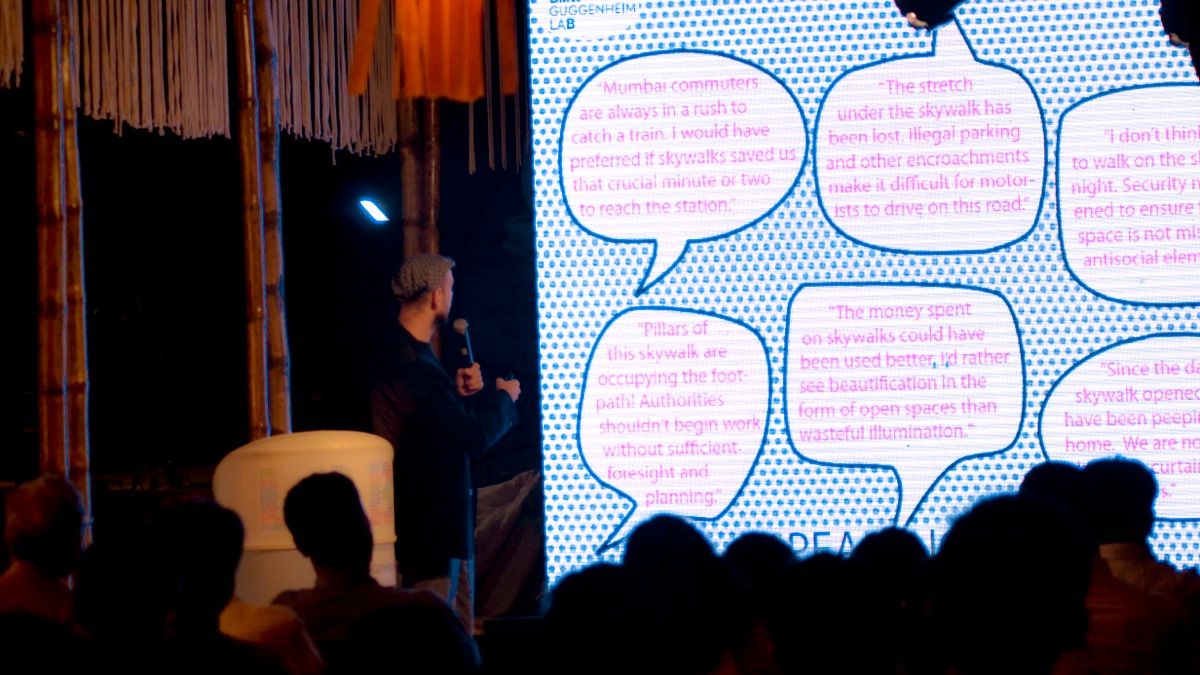 BMW
GUGGENHEIM
LAB
"Mumbai commuters
are always in a rush to
catch a train. I would have
preferred if skywalks saved us
that crucial minute or two
to reach the station."
"The stretch
under the skywalk has
been lost. Illegal parking
and other encroachments
make it difficult for motor-
ists to drive on this road."
"I don't thin
to walk on the s
night. Security
ened to ensure
space is not mis
antisocial elem
"Pillars of
this skywalk are
occupying the foot-
path! Authorities
shouldn't begin work
without sufficient
foresight and
planning."
"The money spent
on skywalks could have
been used better, I'd rather
see beautification in the
form of open spaces than
wasteful illumination."
"Since the da
skywalk opened
have been peepi
home. We are no
curtai
s."